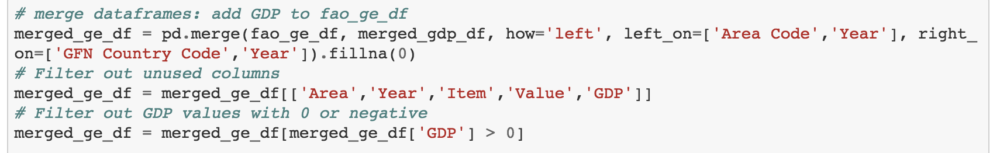 # merge dataframes: add GDP to fao_ge_df
merged_ge_df = pd.merge(fao_ge_df, merged_gdp_df, how='left', left_on=['Area Code','Year'], right_
on=['GFN Country Code','Year']).fillna(0)
# Filter out unused columns
merged_ge_df = merged_ge_df[['Area','Year','Item','Value','GDP']]
# Filter out GDP values with 0 or negative
merged_ge_df = merged_ge_df[merged_ge_df['GDP'] > 0]